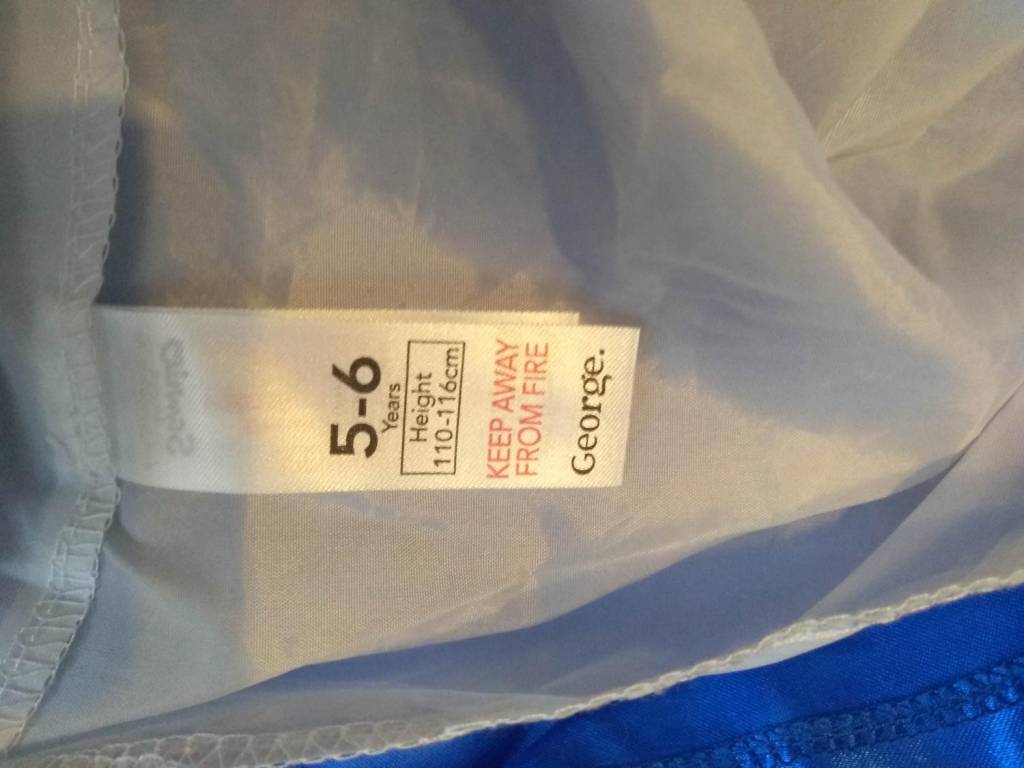 5-6
Years
Height
110-116cm
KEEP AWAY
FROM FIRE
George.